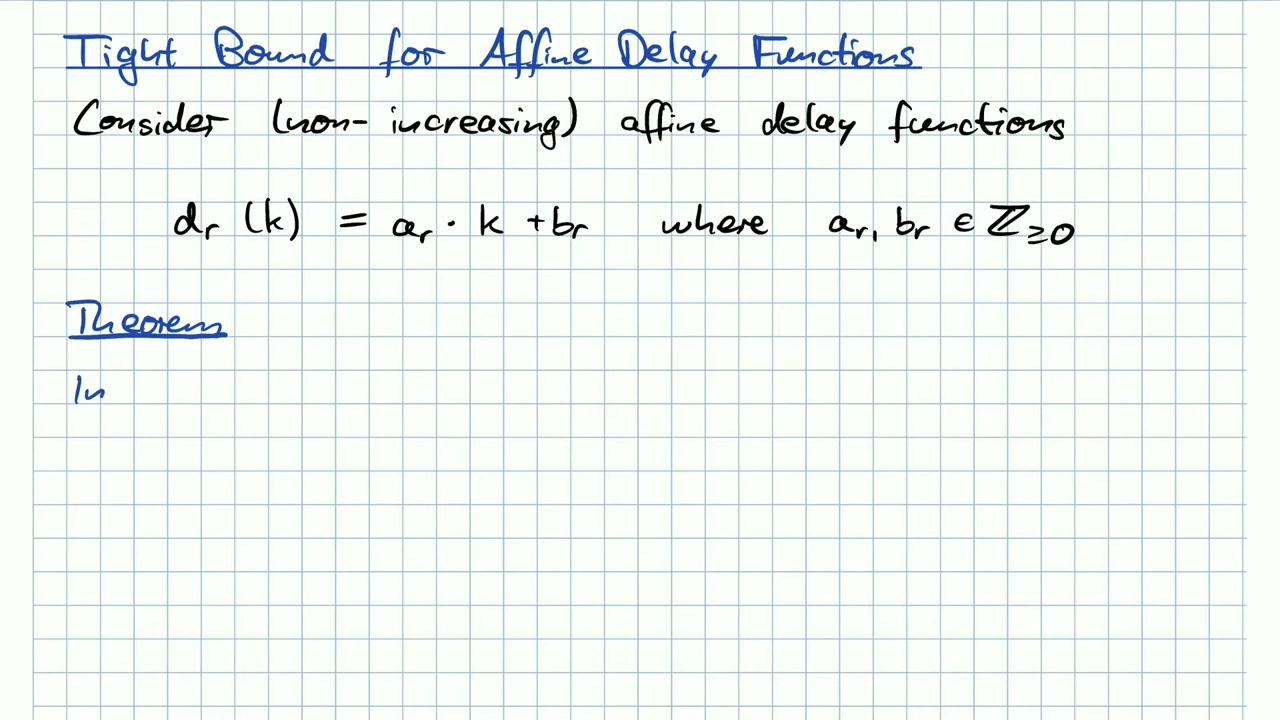 Tight Bound for Affine Delay Functions
Consider (non-increasing) affine delay functions
dᵣ (k) = aᵣ · k + bᵣ where aᵣ, bᵣ ∈ ℤ≥0
Theorem
In